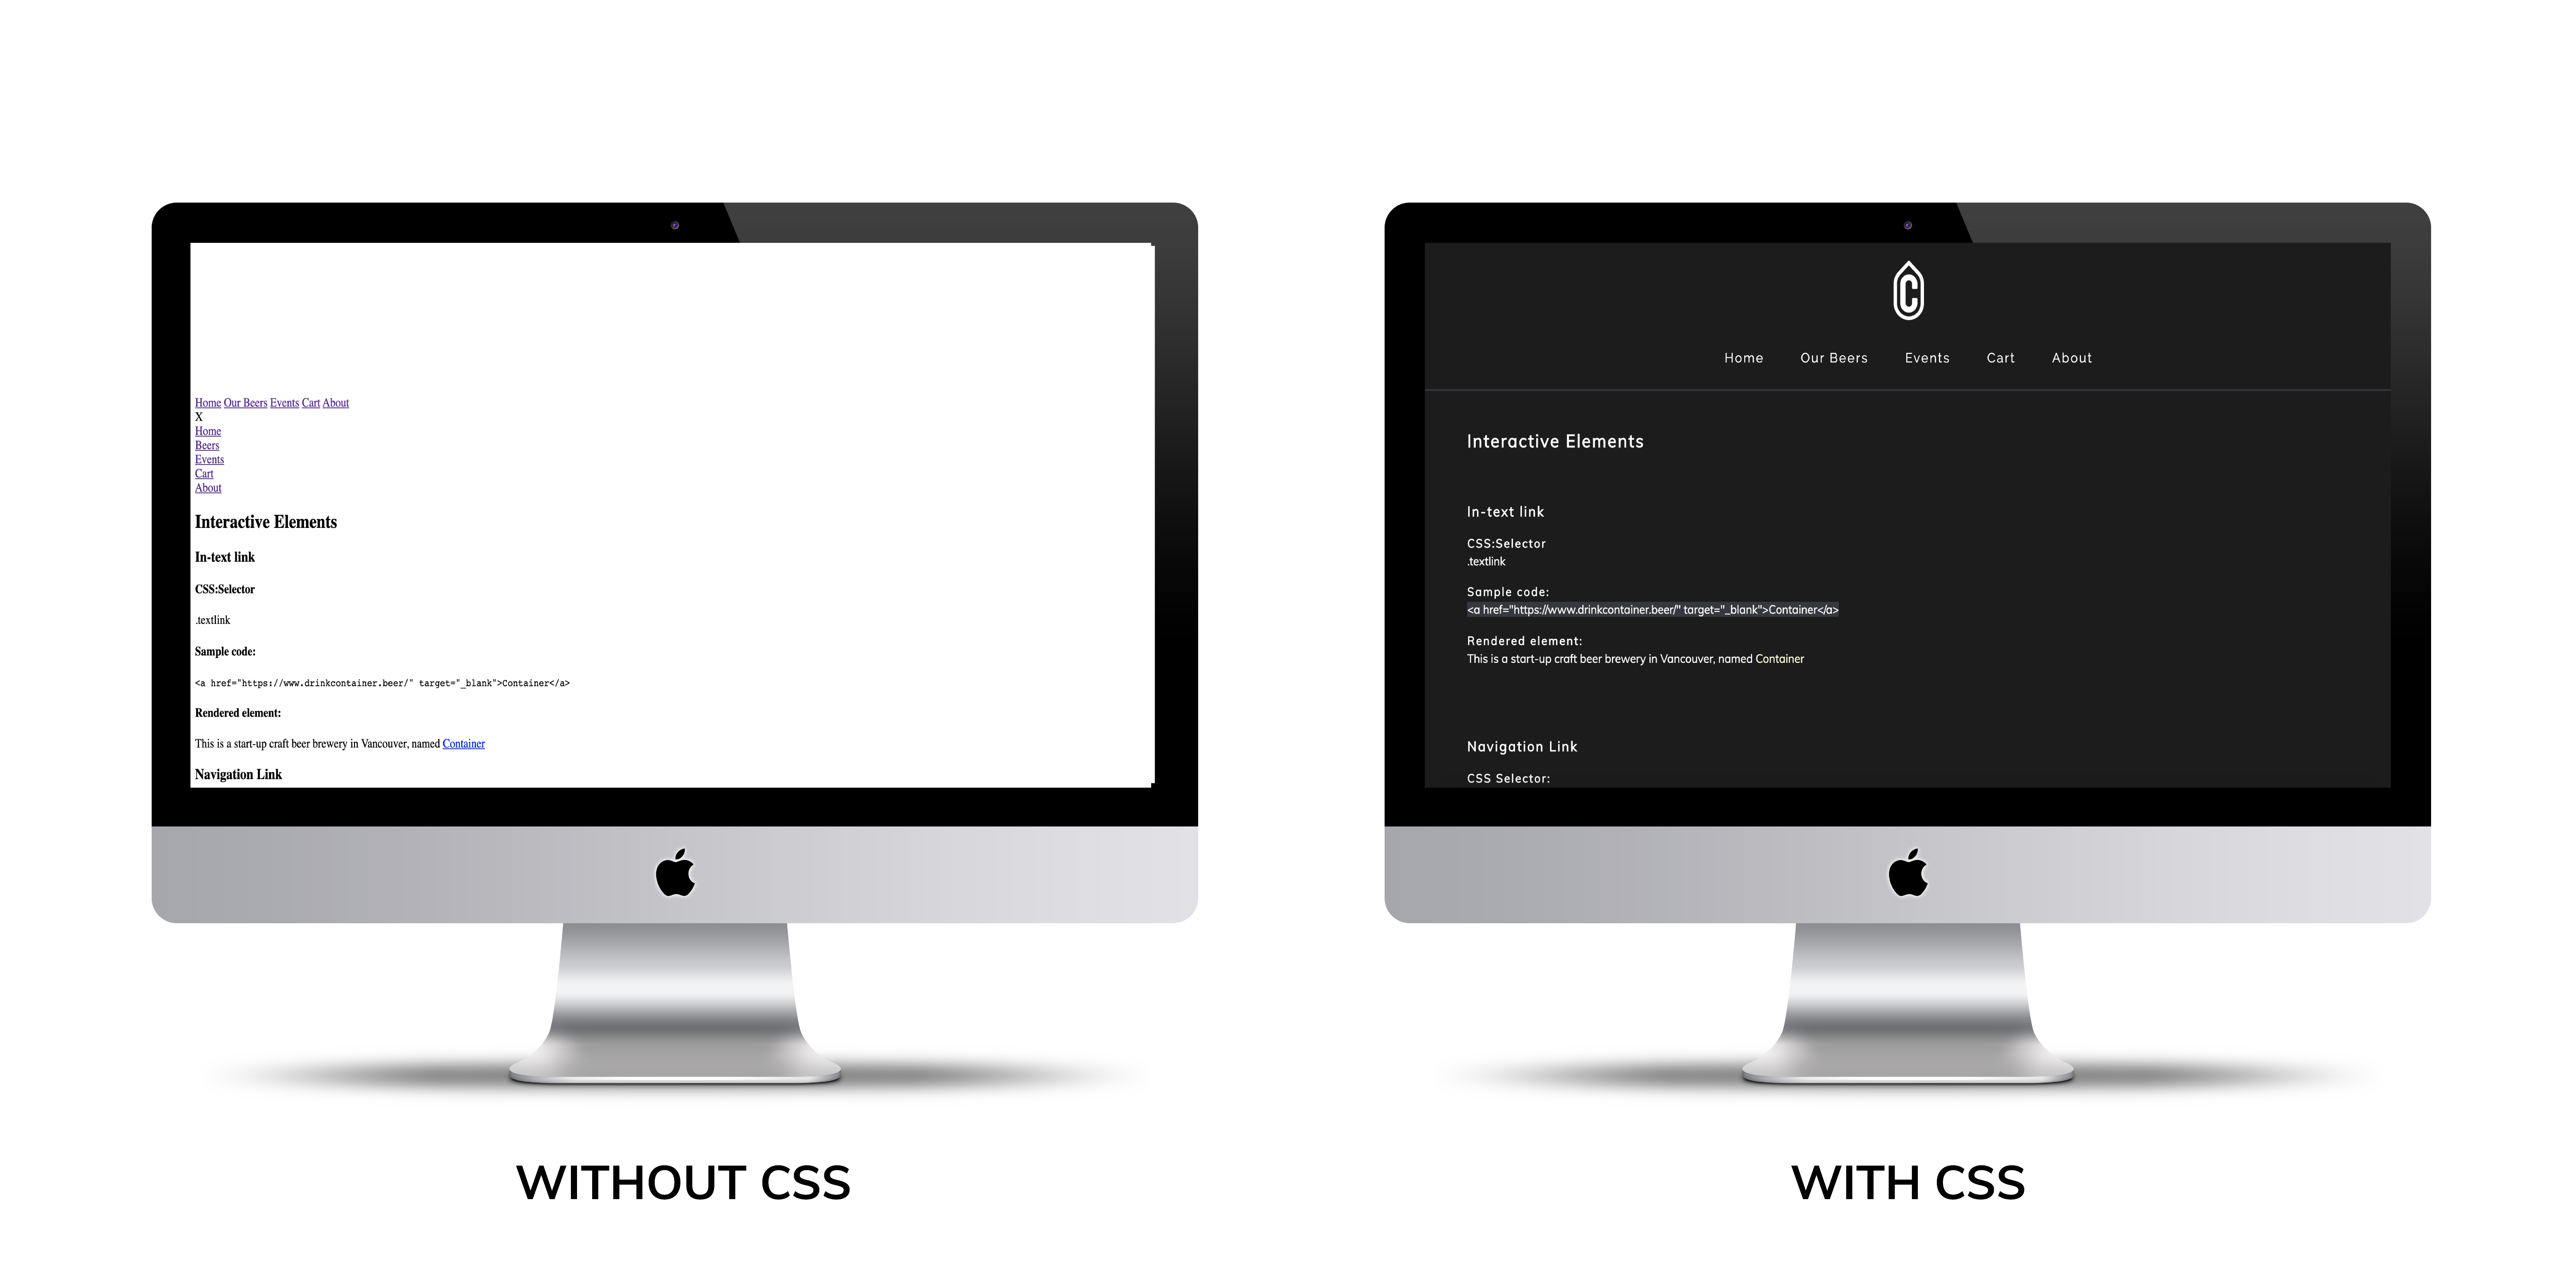 Home Our Beers Events Cart About
X
Home
Beers
Events
Cart
About
Interactive Elements
In-text link
CSS:Selector
.textlink
Sample code:
<a href="https://www.drinkcontainer.beer/" target="_blank">Container</a>
Rendered element:
This is a start-up craft beer brewery in Vancouver, named Container
Navigation Link
WITHOUT CSS
C
Home Our Beers Events Cart About
Interactive Elements
In-text link
CSS:Selector
.textlink
Sample code:
<a href="https://www.drinkcontainer.beer/" target="_blank">Container</a>
Rendered element:
This is a start-up craft beer brewery in Vancouver, named Container
Navigation Link
CSS Selector:
WITH CSS